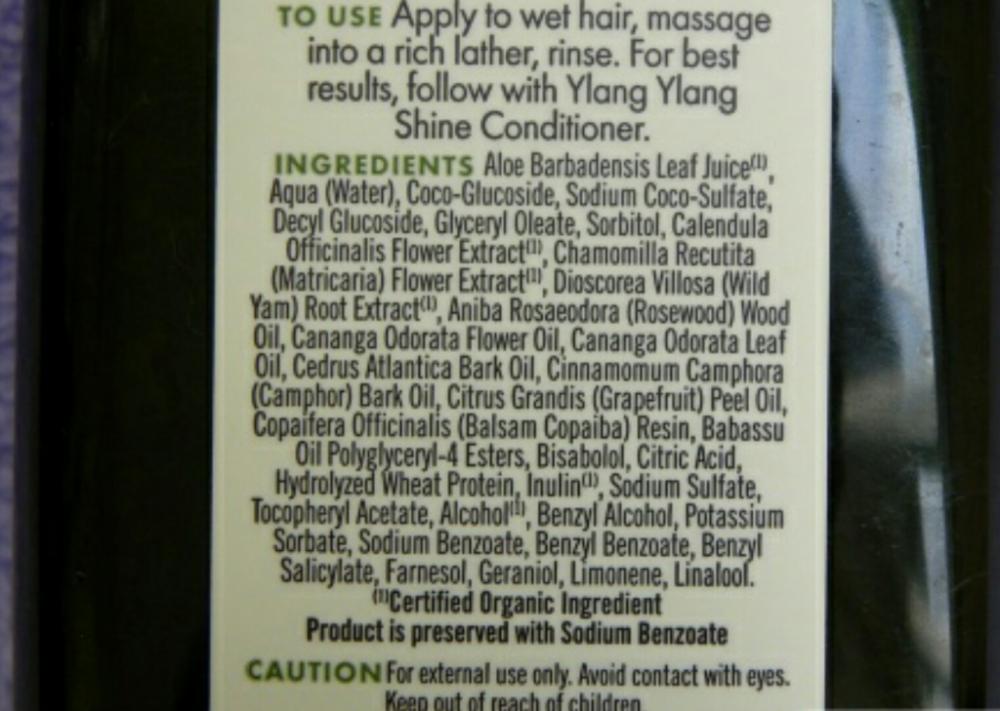 TO USE Apply to wet hair, massage
into a rich lather, rinse. For best
results, follow with Ylang Ylang
Shine Conditioner.
INGREDIENTS Aloe Barbadensis Leaf Juice⁽¹⁾,
Aqua (Water), Coco-Glucoside, Sodium Coco-Sulfate,
Decyl Glucoside, Glyceryl Oleate, Sorbitol, Calendula
Officinalis Flower Extract⁽¹⁾, Chamomilla Recutita
(Matricaria) Flower Extract⁽¹⁾, Dioscorea Villosa (Wild
Yam) Root Extract⁽¹⁾, Aniba Rosaeodora (Rosewood) Wood
Oil, Cananga Odorata Flower Oil, Cananga Odorata Leaf
Oil, Cedrus Atlantica Bark Oil, Cinnamomum Camphora
(Camphor) Bark Oil, Citrus Grandis (Grapefruit) Peel Oil,
Copaifera Officinalis (Balsam Copaiba) Resin, Babassu
Oil Polyglyceryl-4 Esters, Bisabolol, Citric Acid,
Hydrolyzed Wheat Protein, Inulin⁽¹⁾, Sodium Sulfate,
Tocopheryl Acetate, Alcohol⁽¹⁾, Benzyl Alcohol, Potassium
Sorbate, Sodium Benzoate, Benzyl Benzoate, Benzyl
Salicylate, Farnesol, Geraniol, Limonene, Linalool.
⁽¹⁾Certified Organic Ingredient
Product is preserved with Sodium Benzoate
CAUTION For external use only. Avoid contact with eyes.
Keep out of reach of children